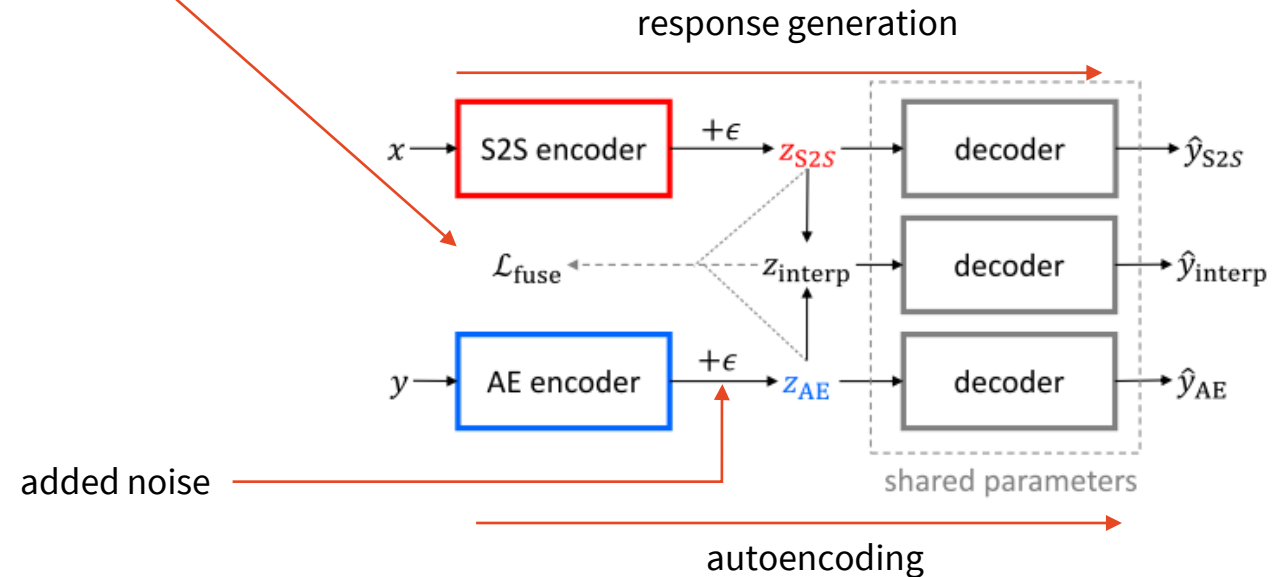 response generation
x S2S encoder +ϵ z_S2S decoder ŷ_S2S
ℒ_fuse z_interp decoder ŷ_interp
y AE encoder +ϵ z_AE decoder ŷ_AE
added noise
shared parameters
autoencoding